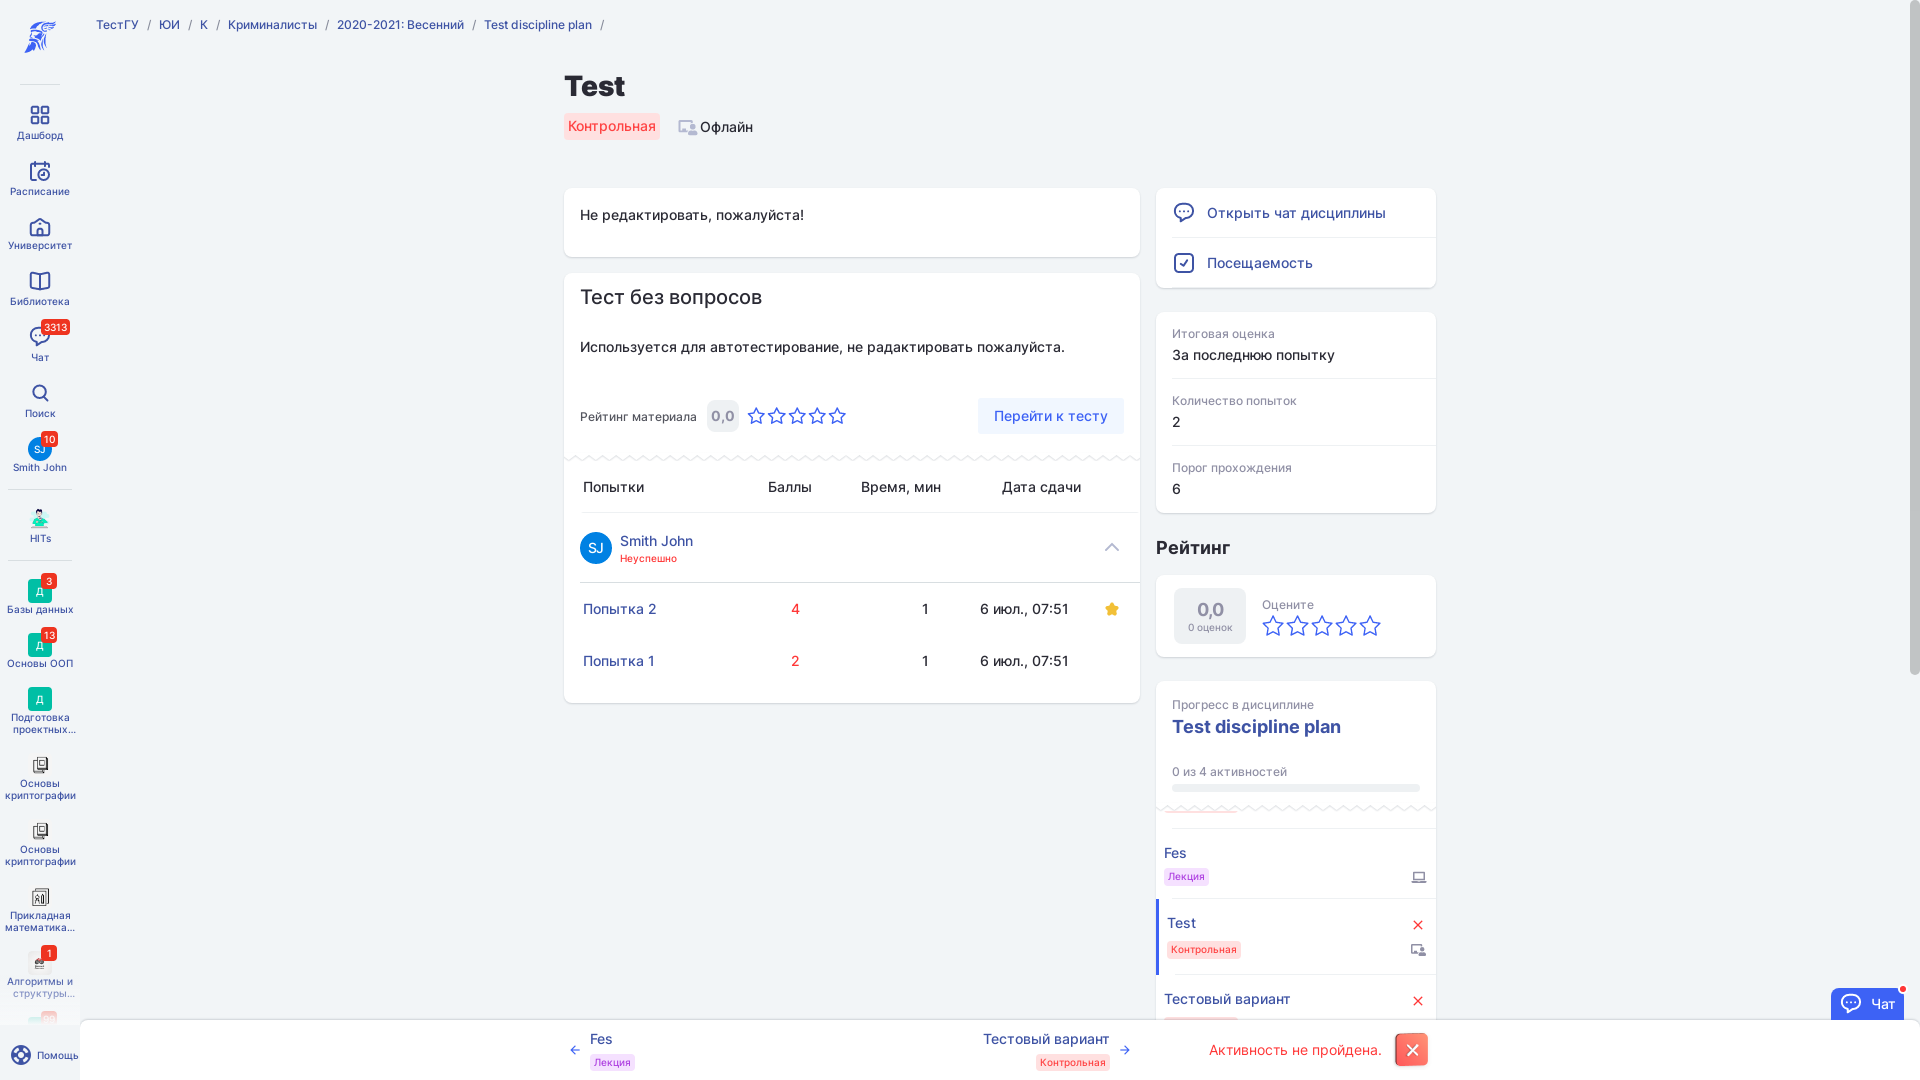 ТестГУ / ЮИ / К / Криминалисты / 2020-2021: Весенний / Test discipline plan /
Дашборд
Расписание
Университет
Библиотека
3313
Чат
Поиск
10
SJ
Smith John
HITs
3
Д
Базы данных
13
Д
Основы ООП
Д
Подготовка
проектных...
Основы
криптографии
Основы
криптографии
Прикладная
математика...
1
Алгоритмы и
структуры...
Помощь
Test
Контрольная
Офлайн
Не редактировать, пожалуйста!
Тест без вопросов
Используется для автотестирование, не радактировать пожалуйста.
Рейтинг материала 0,0
Перейти к тесту
Попытки Баллы Время, мин Дата сдачи
SJ
Smith John
Неуспешно
Попытка 2 4 1 6 июл., 07:51
Попытка 1 2 1 6 июл., 07:51
Открыть чат дисциплины
Посещаемость
Итоговая оценка
За последнюю попытку
Количество попыток
2
Порог прохождения
6
Рейтинг
0,0
0 оценок
Оцените
Прогресс в дисциплине
Test discipline plan
0 из 4 активностей
Fes
Лекция
Test
Контрольная
Тестовый вариант
Чат
Fes
Лекция
Тестовый вариант
Контрольная
Активность не пройдена.